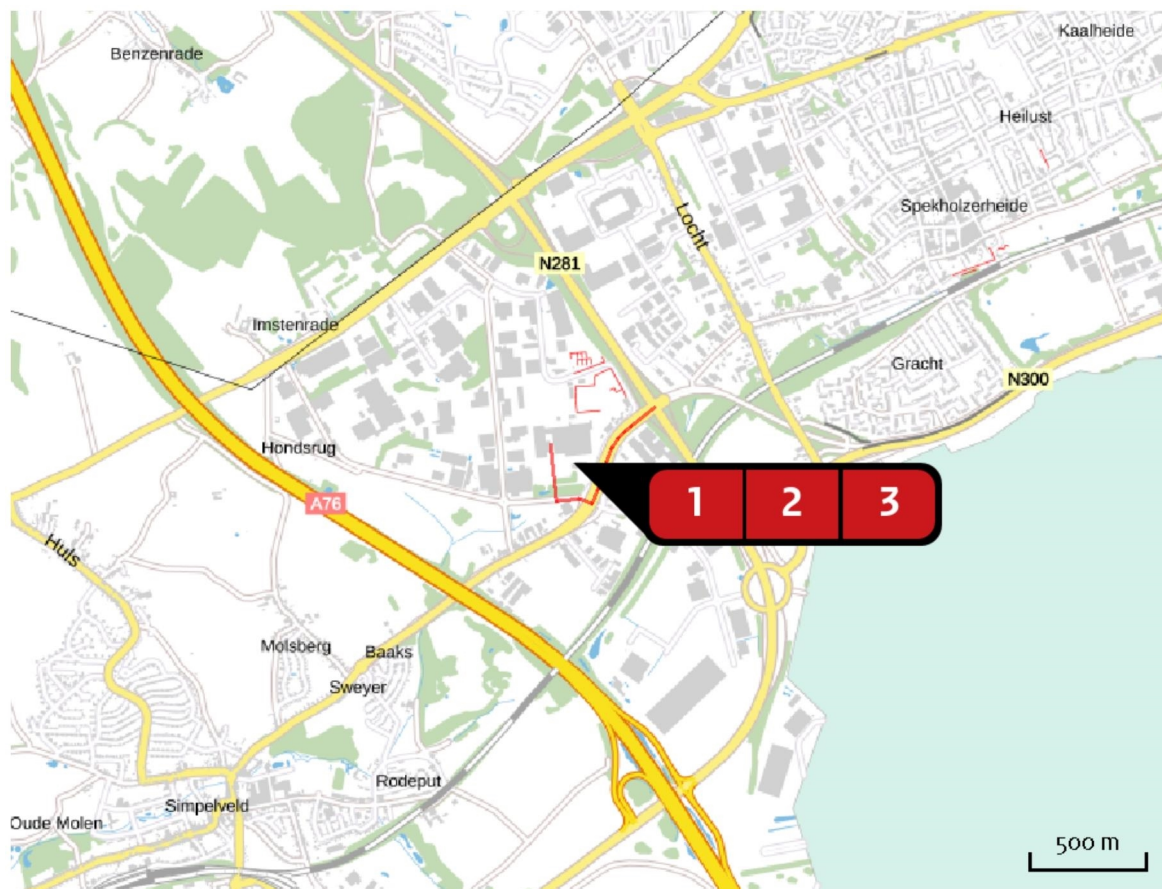 Kaalheide
Benzenrade
Heilust
Spekholzerheide
Locht
N281
Imstenrade
Gracht
N300
Hondsrug
A76
1 2 3
Huls
Molsberg
Baaks
Sweyer
Rodeput
Simpelveld
Oude Molen
500 m